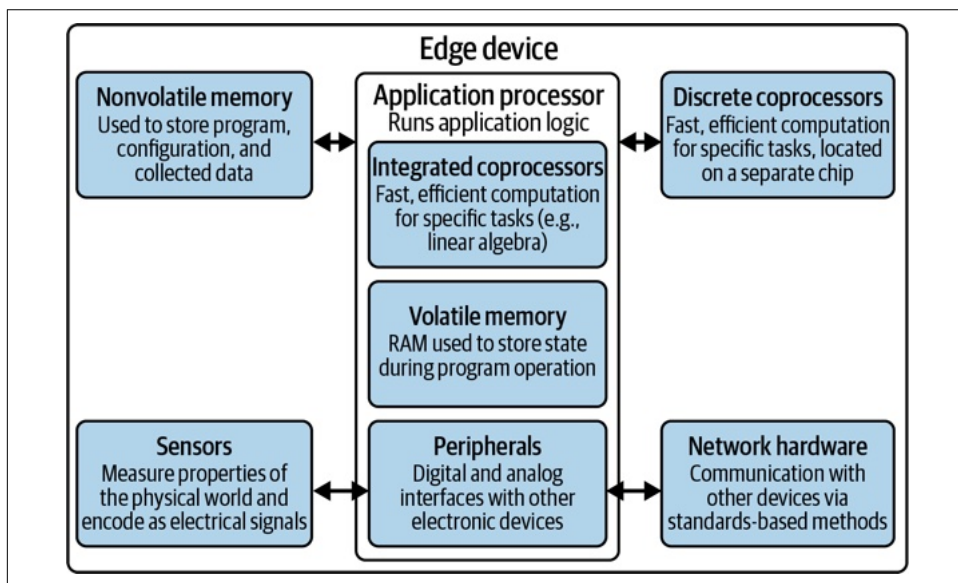 Edge device
Nonvolatile memory
Used to store program,
configuration, and
collected data
Application processor
Runs application logic
Integrated coprocessors
Fast, efficient computation
for specific tasks (e.g.,
linear algebra)
Volatile memory
RAM used to store state
during program operation
Peripherals
Digital and analog
interfaces with other
electronic devices
Discrete coprocessors
Fast, efficient computation
for specific tasks, located
on a separate chip
Sensors
Measure properties of
the physical world and
encode as electrical signals
Network hardware
Communication with
other devices via
standards-based methods